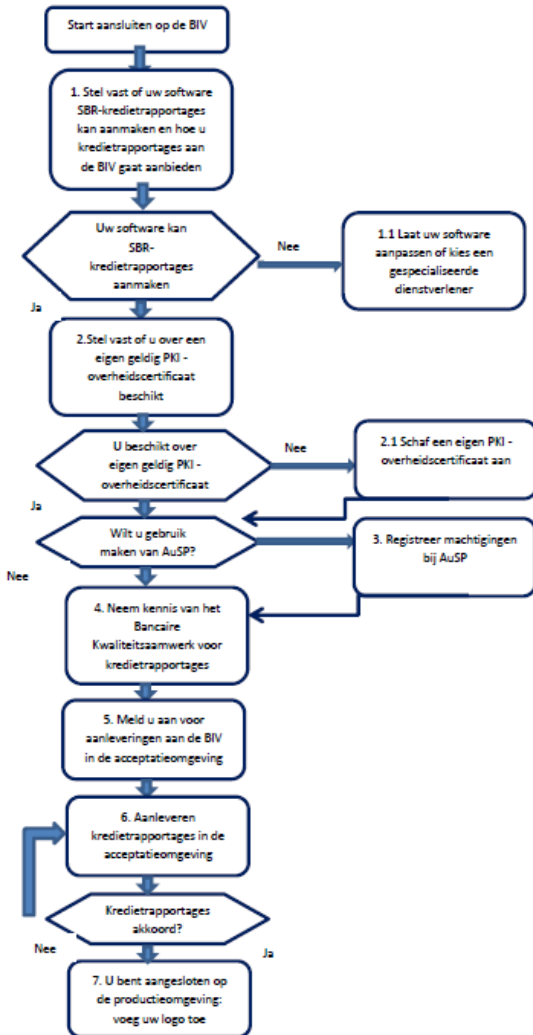 Start aansluiten op de BIV
1. Stel vast of uw software
SBR-kredietrapportages
kan aanmaken en hoe u
kredietrapportages aan
de BIV gaat aanbieden
Uw software kan
SBR-
kredietrapportages
aanmaken
Nee
1.1 Laat uw software
aanpassen of kies een
gespecialiseerde
dienstverlener
Ja
2.Stel vast of u over een
eigen geldig PKI -
overheidscertificaat
beschikt
U beschikt over
eigen geldig PKI -
overheidscertificaat
Nee
2.1 Schaf een eigen PKI -
overheidscertificaat aan
Ja
Wilt u gebruik
maken van AuSP?
3. Registreer machtigingen
bij AuSP
Nee
4. Neem kennis van het
Bancaire
Kwaliteitsaamwerk voor
kredietrapportages
5. Meld u aan voor
aanleveringen aan de BIV
in de acceptatieomgeving
6. Aanleveren
kredietrapportages in de
acceptatieomgeving
Kredietrapportages
akkoord?
Nee
Ja
7. U bent aangesloten op
de productieomgeving:
voeg uw logo toe